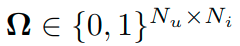 Ω ∈ {0, 1}^{N_u × N_i}